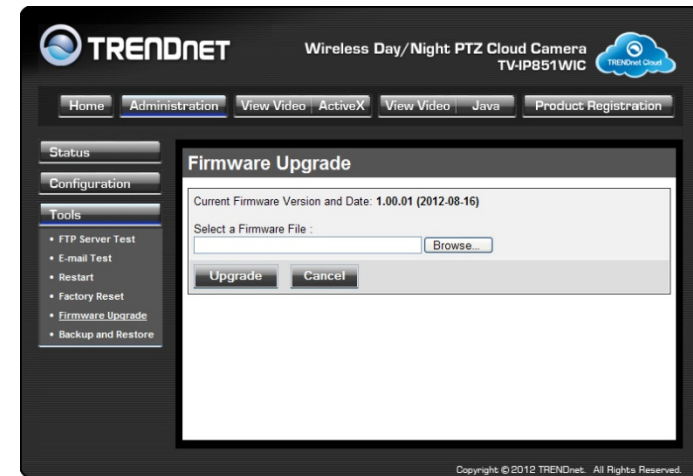 TRENDNET
Wireless Day/Night PTZ Cloud Camera
TV-IP851WIC
TRENDnet Cloud
Home Administration View Video ActiveX View Video Java Product Registration
Status
Configuration
Tools
• FTP Server Test
• E-mail Test
• Restart
• Factory Reset
• Firmware Upgrade
• Backup and Restore
Firmware Upgrade
Current Firmware Version and Date: 1.00.01 (2012-08-16)
Select a Firmware File :
Browse...
Upgrade Cancel
Copyright © 2012 TRENDnet. All Rights Reserved.